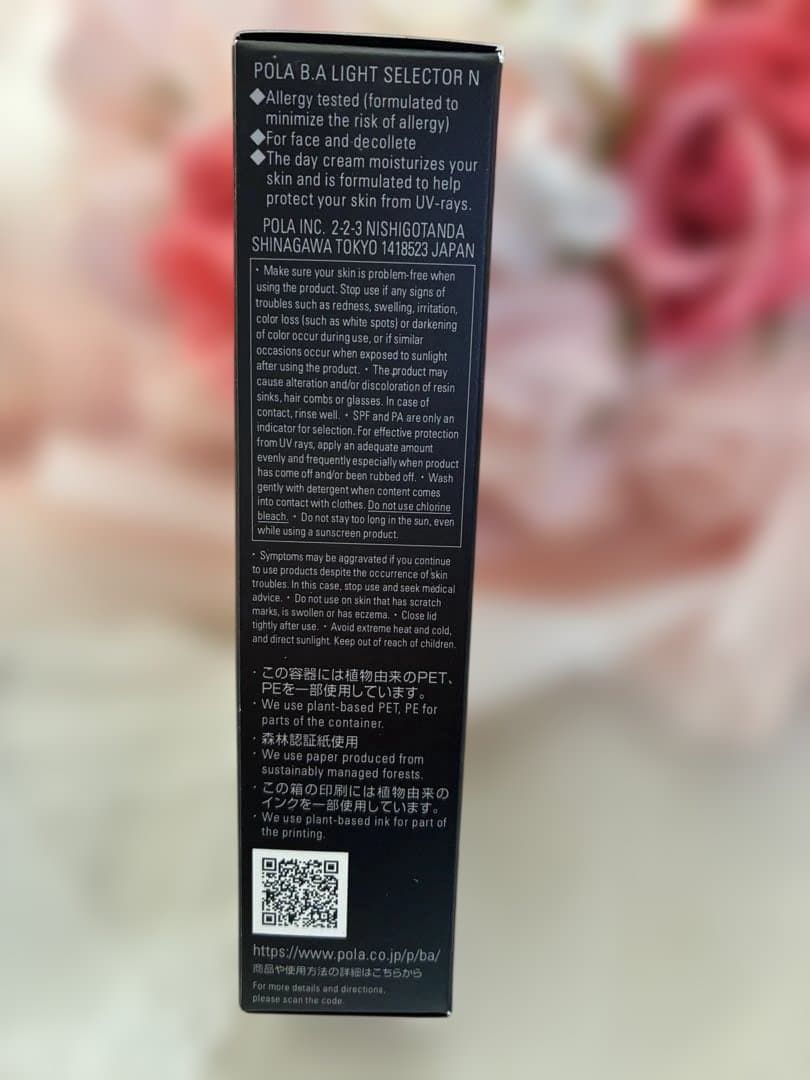 POLA B.A LIGHT SELECTOR N
◆Allergy tested (formulated to
minimize the risk of allergy)
◆For face and decollete
◆The day cream moisturizes your
skin and is formulated to help
protect your skin from UV-rays.
POLA INC. 2-2-3 NISHIGOTANDA
SHINAGAWA TOKYO 1418523 JAPAN
・Make sure your skin is problem-free when
using the product. Stop use if any signs of
troubles such as redness, swelling, irritation,
color loss (such as white spots) or darkening
of color occur during use, or if similar
occasions occur when exposed to sunlight
after using the product. ・The product may
cause alteration and/or discoloration of resin
sinks, hair combs or glasses. In case of
contact, rinse well. ・SPF and PA are only an
indicator for selection. For effective protection
from UV rays, apply an adequate amount
evenly and frequently especially when product
has come off and/or been rubbed off. ・Wash
gently with detergent when content comes
into contact with clothes. Do not use chlorine
bleach. ・Do not stay too long in the sun, even
while using a sunscreen product.
・Symptoms may be aggravated if you continue
to use products despite the occurrence of skin
troubles. In this case, stop use and seek medical
advice. ・Do not use on skin that has scratch
marks, is swollen or has eczema. ・Close lid
tightly after use. ・Avoid extreme heat and cold,
and direct sunlight. Keep out of reach of children.
・この容器には植物由来のPET、
PEを一部使用しています。
・We use plant-based PET, PE for
parts of the container.
・森林認証紙使用
・We use paper produced from
sustainably managed forests.
・この箱の印刷には植物由来の
インクを一部使用しています。
・We use plant-based ink for part of
the printing.
https://www.pola.co.jp/p/ba/
商品や使用方法の詳細はこちらから
For more details and directions,
please scan the code.